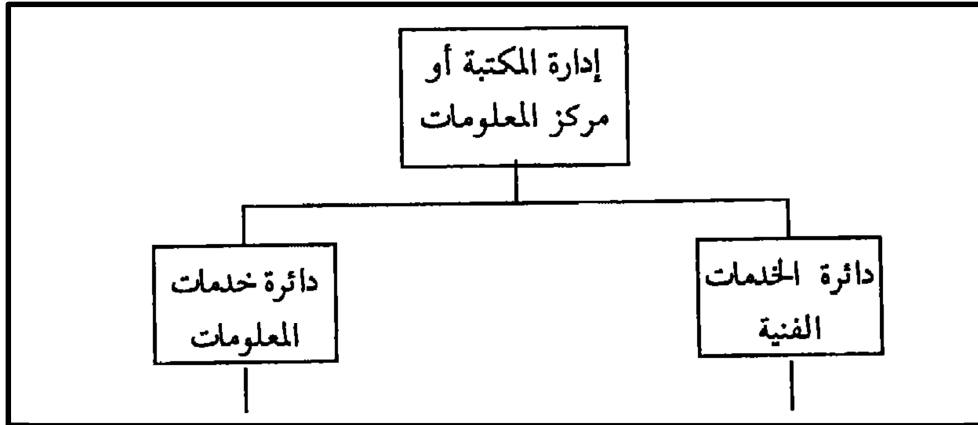 إدارة المكتبة أو
مركز المعلومات
دائرة الخدمات
الفنية
دائرة خدمات
المعلومات